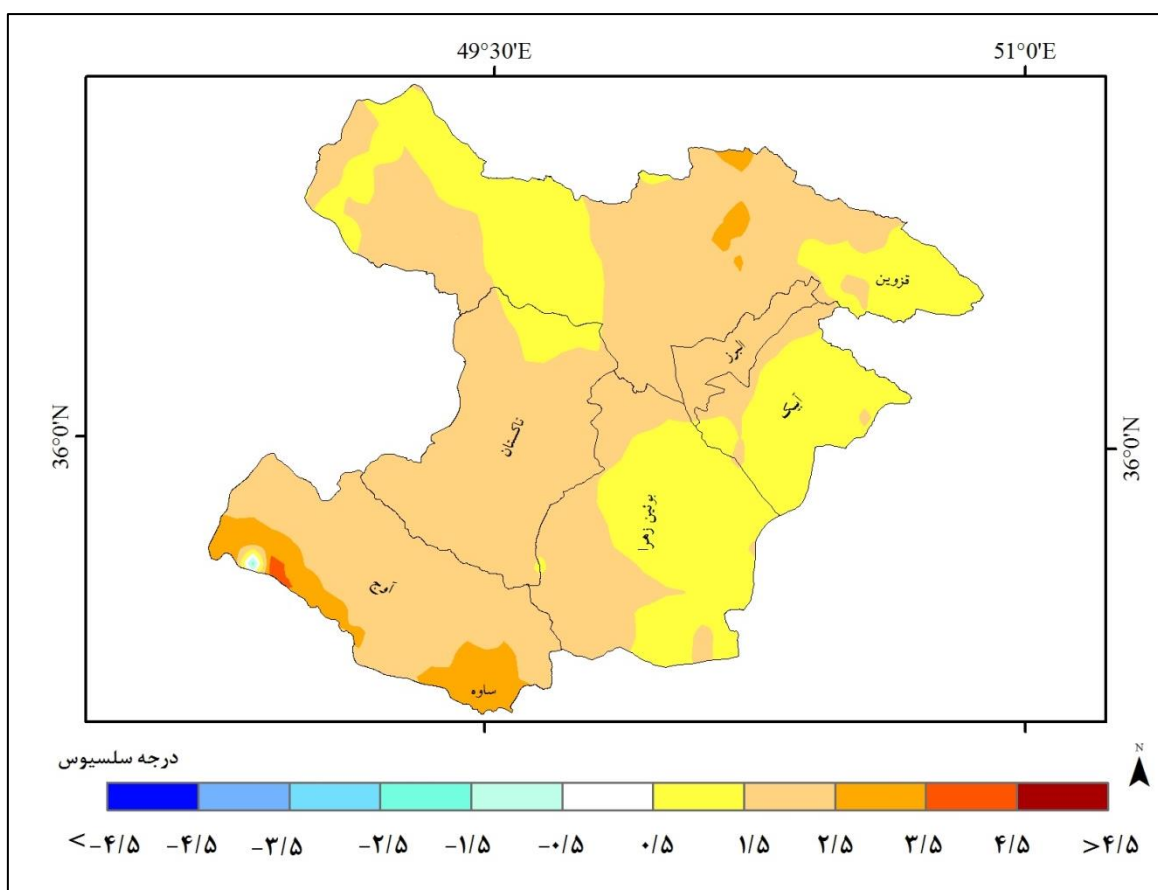 49°30'E 51°0'E
قزوین
البرز
آبیک
36°0'N 36°0'N
تاکستان
بوئین زهرا
آوج
ساوه
درجه سلسیوس
N
<-۴/۵ -۴/۵ -۳/۵ -۲/۵ -۱/۵ -۰/۵ ۰/۵ ۱/۵ ۲/۵ ۳/۵ ۴/۵ >۴/۵